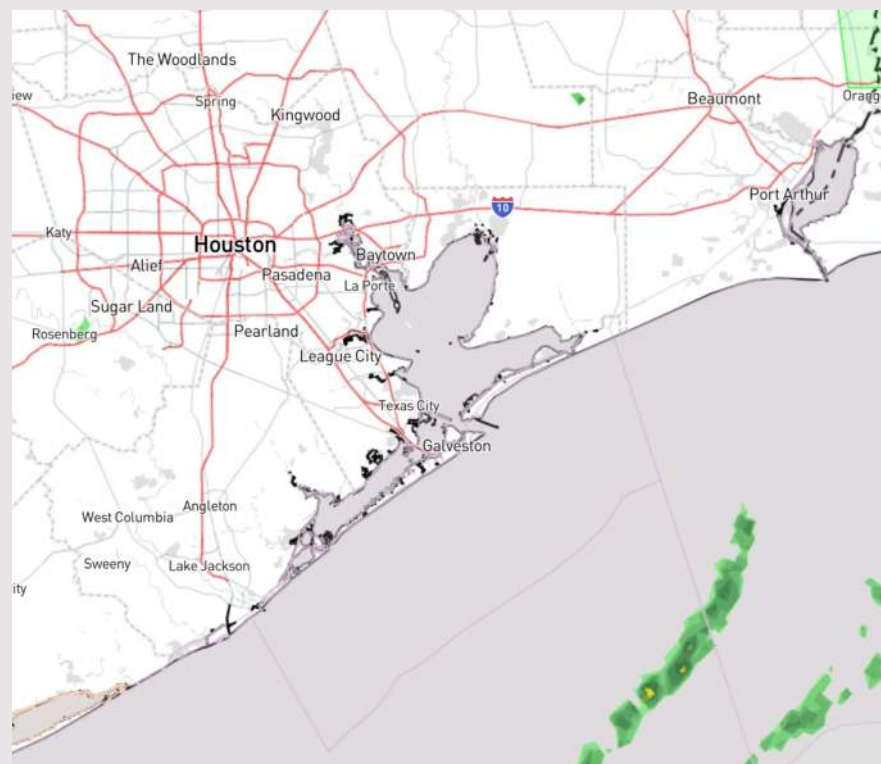 The Woodlands
iew
Spring
Kingwood
Beaumont
Orang
Port Arthur
10
Katy
Houston
Baytown
Alief
Pasadena
La Porte
Sugar Land
Rosenberg
Pearland
League City
Texas City
Galveston
Angleton
West Columbia
Sweeny
Lake Jackson
ity